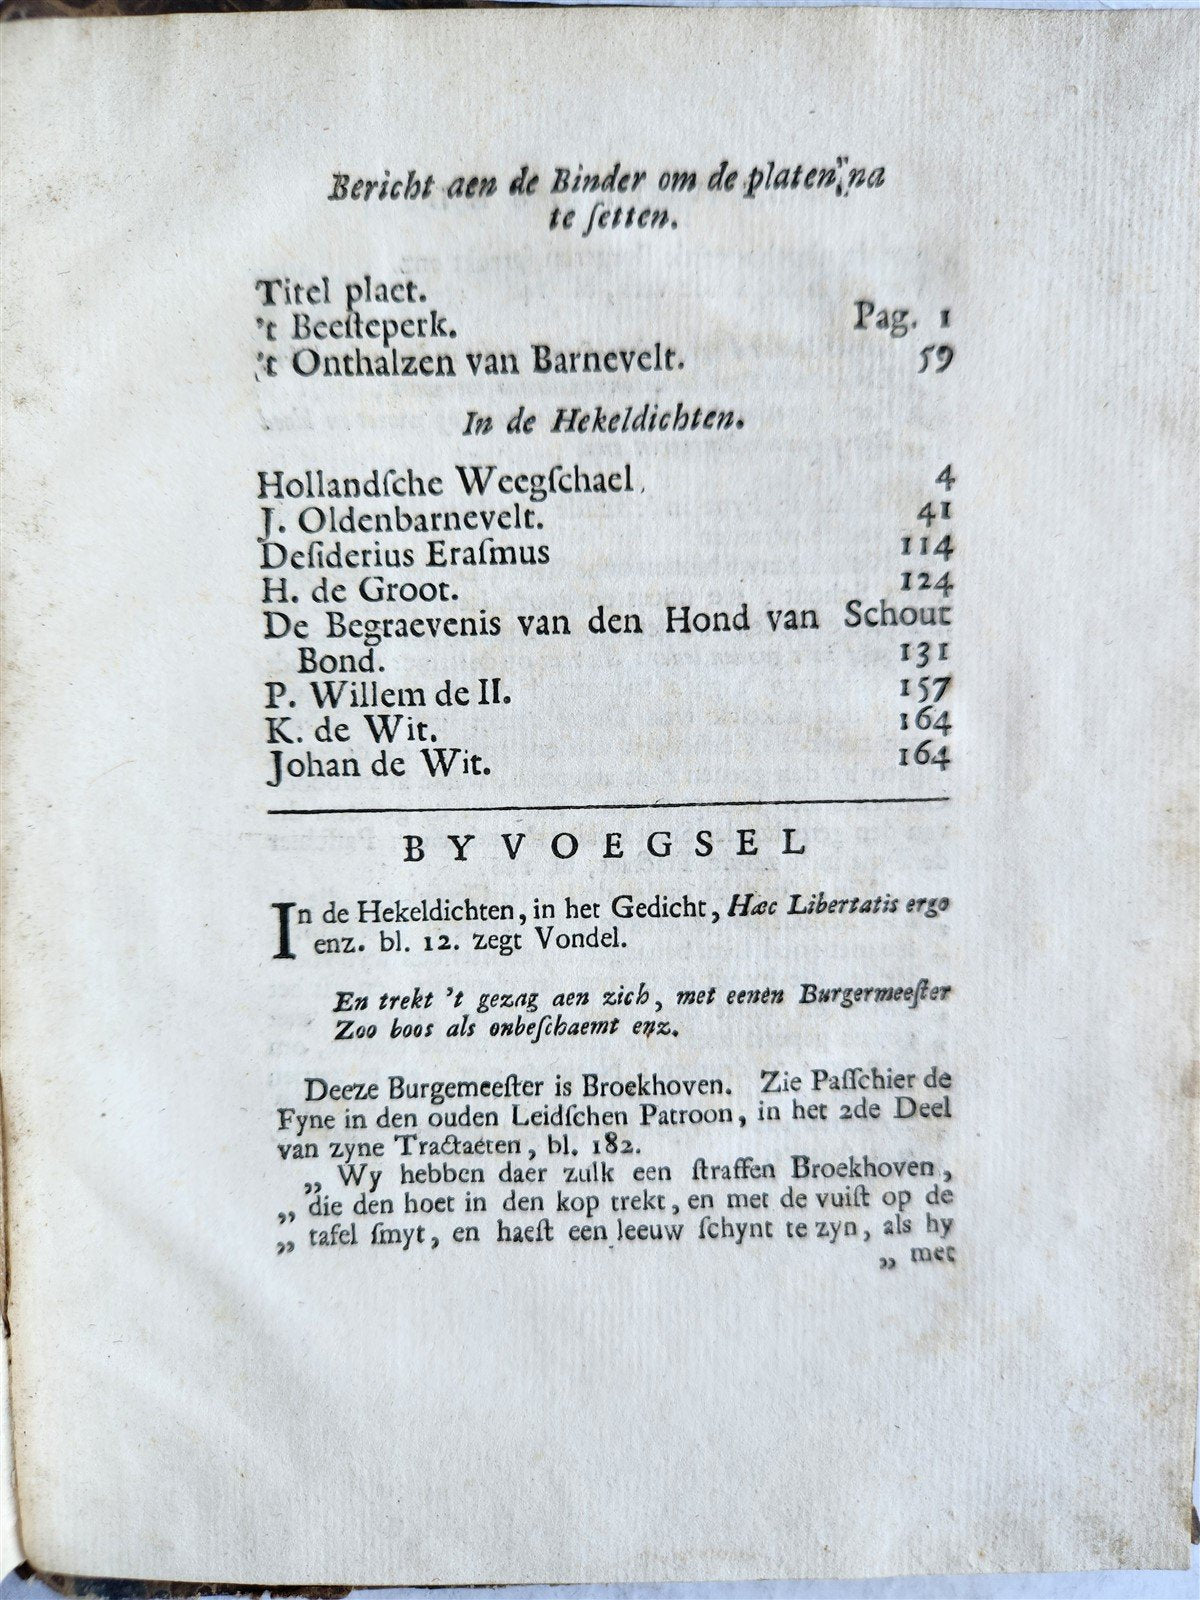 Bericht aen de Binder om de platen na
te ſetten.
Titel plaet.
't Beeſteperk. Pag. 1
't Onthalzen van Barnevelt. 59
In de Hekeldichten.
Hollandſche Weegſchael. 4
J. Oldenbarnevelt. 41
Deſiderius Eraſmus 114
H. de Groot. 124
De Begraevenis van den Hond van Schout
Bond. 131
P. Willem de II. 157
K. de Wit. 164
Johan de Wit. 164
BYVOEGSEL
In de Hekeldichten, in het Gedicht, Hæc Libertatis ergo
enz. bl. 12. zegt Vondel.
En trekt 't gezag aen zich, met eenen Burgermeeſter
Zoo boos als onbeſchaemt enz.
Deeze Burgemeeſter is Broekhoven. Zie Paſſchier de
Fyne in den ouden Leidſchen Patroon, in het 2de Deel
van zyne Tractaeten, bl. 182.
„ Wy hebben daer zulk een ſtraffen Broekhoven,
„ die den hoet in den kop trekt, en met de vuiſt op de
„ tafel ſmyt, en haeſt een leeuw ſchynt te zyn, als hy
„ met